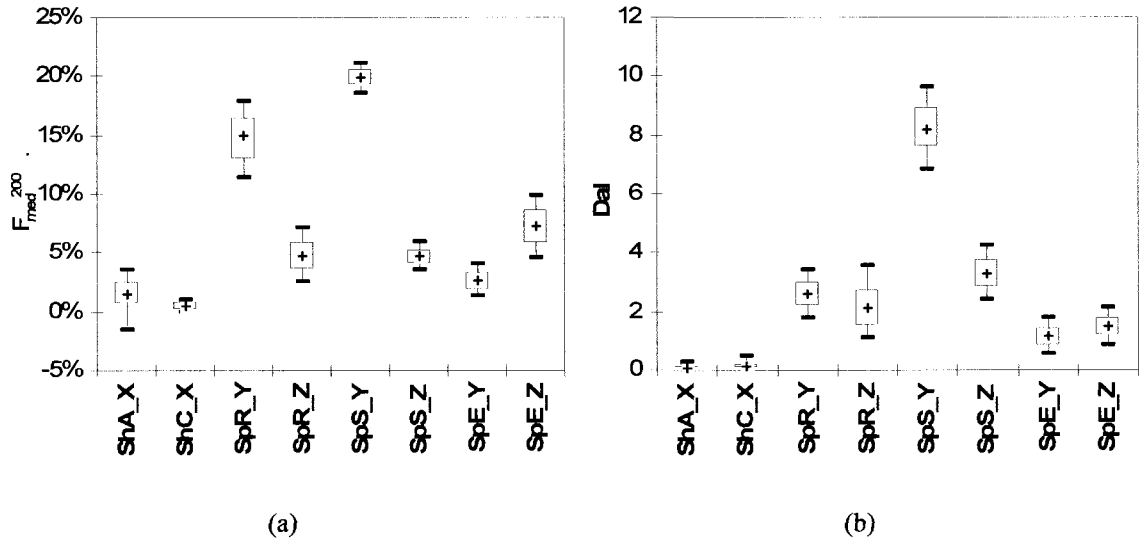 25%
20%
15%
10%
5%
0%
-5%
F_med^200.
ShA_X
ShC_X
SpR_Y
SpR_Z
SpS_Y
SpS_Z
SpE_Y
SpE_Z
(a)
12
10
8
6
4
2
0
Dal
ShA_X
ShC_X
SpR_Y
SpR_Z
SpS_Y
SpS_Z
SpE_Y
SpE_Z
(b)